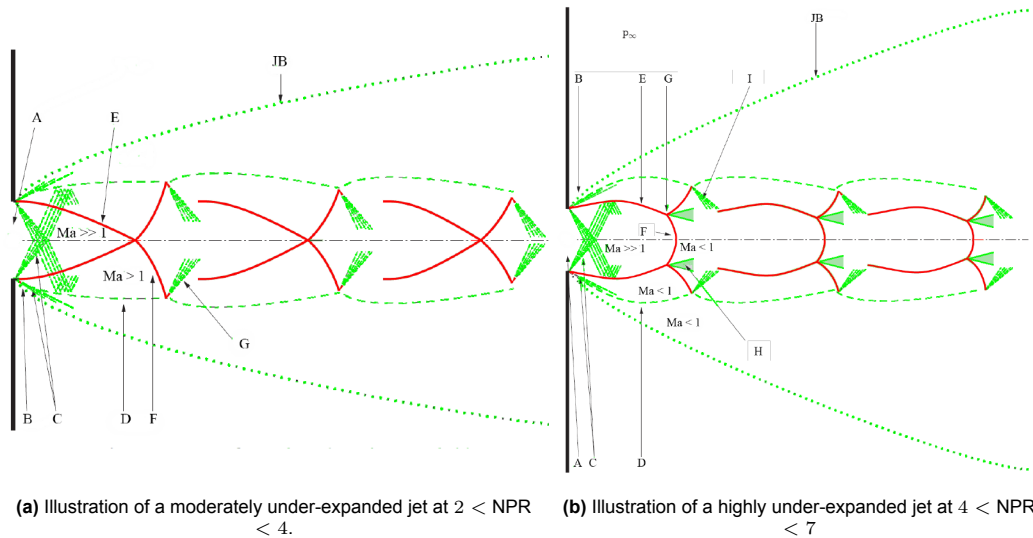 JB
A
E
Ma >> 1
Ma > 1
G
B
C
D
F
p∞
JB
B
E
G
I
F
Ma >> 1
Ma < 1
Ma < 1
Ma < 1
H
A
C
D
(a) Illustration of a moderately under-expanded jet at 2 < NPR
< 4.
(b) Illustration of a highly under-expanded jet at 4 < NPR
< 7